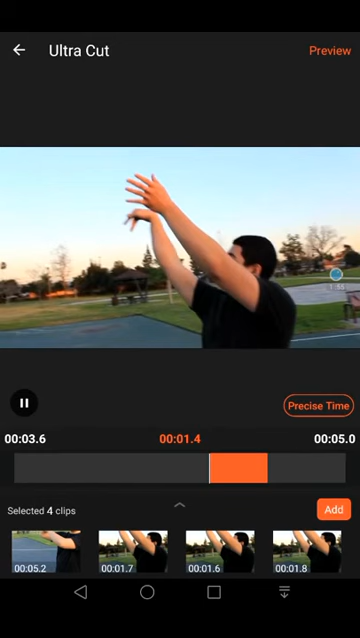 Ultra Cut
Preview
Precise Time
00:03.6
00:01.4
00:05.0
Selected 4 clips
Add
00:05.2
00:01.7
00:01.6
00:01.8